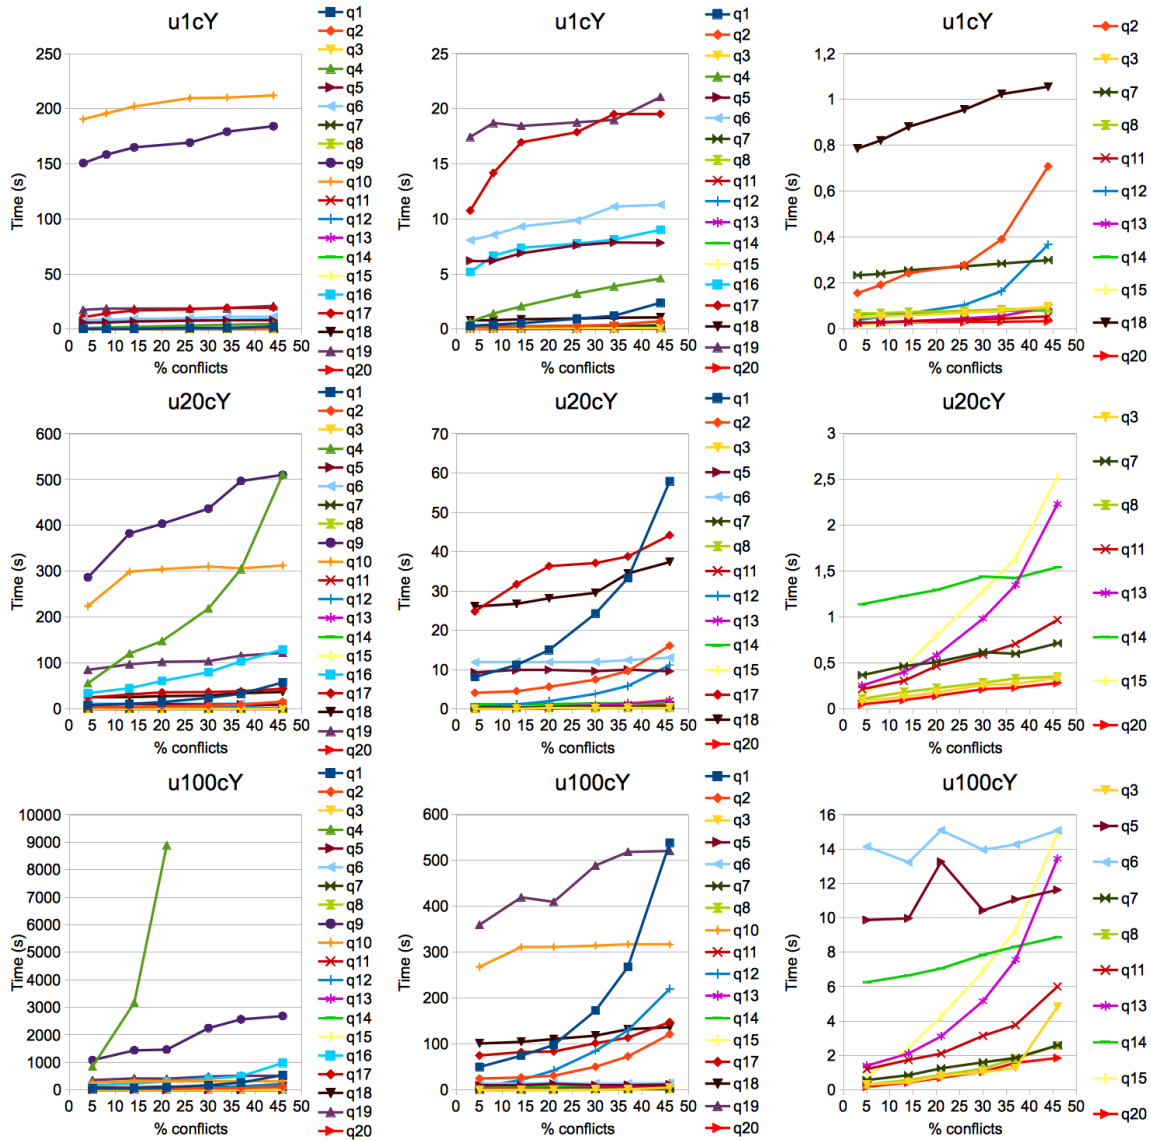 u1cY
250
200
150
100
50
0
Time (s)
0 5 10 15 20 25 30 35 40 45 50
% conflicts
q1
q2
q3
q4
q5
q6
q7
q8
q9
q10
q11
q12
q13
q14
q15
q16
q17
q18
q19
q20
u1cY
25
20
15
10
5
0
Time (s)
0 5 10 15 20 25 30 35 40 45 50
% conflicts
q1
q2
q3
q4
q5
q6
q7
q8
q11
q12
q13
q14
q15
q16
q17
q18
q19
q20
u1cY
1,2
1
0,8
0,6
0,4
0,2
0
Time (s)
0 5 10 15 20 25 30 35 40 45 50
% conflicts
q2
q3
q7
q8
q11
q12
q13
q14
q15
q18
q20
u20cY
600
500
400
300
200
100
0
Time (s)
0 5 10 15 20 25 30 35 40 45 50
% conflicts
q1
q2
q3
q4
q5
q6
q7
q8
q9
q10
q11
q12
q13
q14
q15
q16
q17
q18
q19
q20
u20cY
70
60
50
40
30
20
10
0
Time (s)
0 5 10 15 20 25 30 35 40 45 50
% conflicts
q1
q2
q3
q5
q6
q7
q8
q11
q12
q13
q14
q15
q17
q18
q20
u20cY
3
2,5
2
1,5
1
0,5
0
Time (s)
0 5 10 15 20 25 30 35 40 45 50
% conflicts
q3
q7
q8
q11
q13
q14
q15
q20
u100cY
10000
9000
8000
7000
6000
5000
4000
3000
2000
1000
0
Time (s)
0 5 10 15 20 25 30 35 40 45 50
% conflicts
q1
q2
q3
q4
q5
q6
q7
q8
q9
q10
q11
q12
q13
q14
q15
q16
q17
q18
q19
q20
u100cY
600
500
400
300
200
100
0
Time (s)
0 5 10 15 20 25 30 35 40 45 50
% conflicts
q1
q2
q3
q5
q6
q7
q8
q10
q11
q12
q13
q14
q15
q17
q18
q19
q20
u100cY
16
14
12
10
8
6
4
2
0
Time (s)
0 5 10 15 20 25 30 35 40 45 50
% conflicts
q3
q5
q6
q7
q8
q11
q13
q14
q15
q20